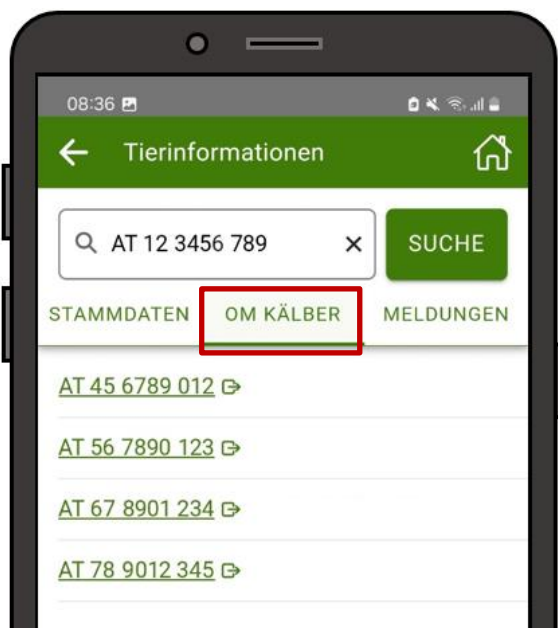 08:36
Tierinformationen
AT 12 3456 789
SUCHE
STAMMDATEN OM KÄLBER MELDUNGEN
AT 45 6789 012
AT 56 7890 123
AT 67 8901 234
AT 78 9012 345